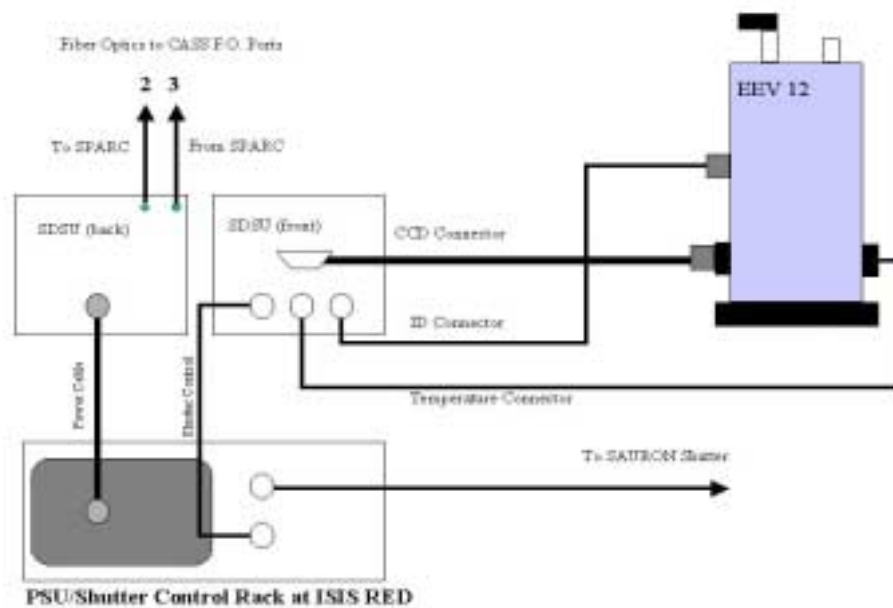 Fiber Optics to CASS F.O. Ports
2 3
To SPARC
From SPARC
EEV 12
SDSU (back)
SDSU (front)
CCD Connector
ID Connector
Power Cable
Shutter Control
Temperature Connector
To SAURON Shutter
PSU/Shutter Control Rack at ISIS RED